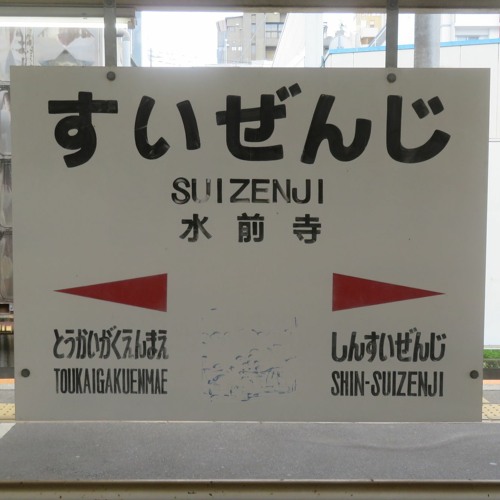 すいぜんじ
SUIZENJI
水前寺
とうかいがくえんまえ
TOUKAIGAKUENMAE
しんすいぜんじ
SHIN-SUIZENJI